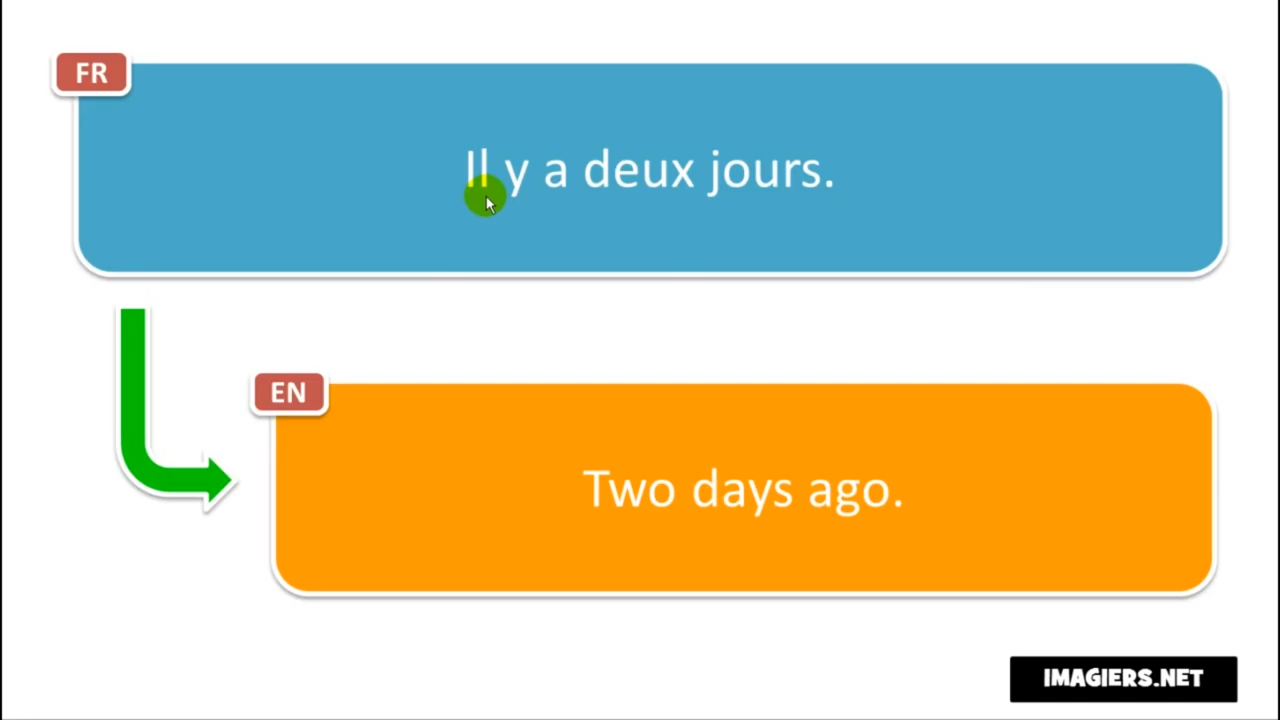 FR
Il y a deux jours.
EN
Two days ago.
IMAGIERS.NET